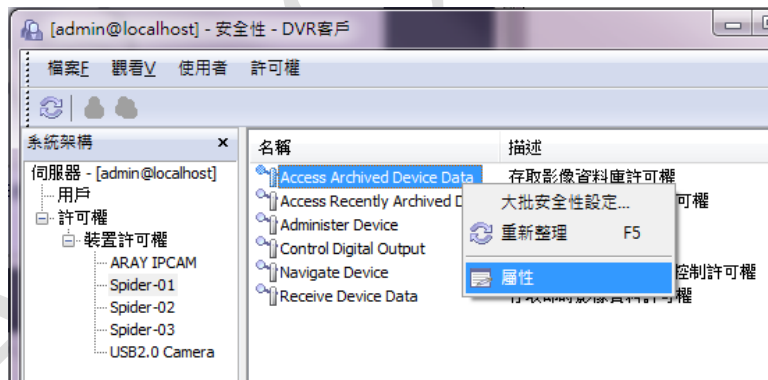 [admin@localhost] - 安全性 - DVR客戶
檔案F 觀看V 使用者 許可權
系統架構 x
伺服器 - [admin@localhost]
用戶
許可權
裝置許可權
ARAY IPCAM
Spider-01
Spider-02
Spider-03
USB2.0 Camera
名稱 描述
Access Archived Device Data 存取影像資料庫許可權
Access Recently Archived D 可權
Administer Device
Control Digital Output
Navigate Device 控制許可權
Receive Device Data
大批安全性設定...
重新整理 F5
屬性